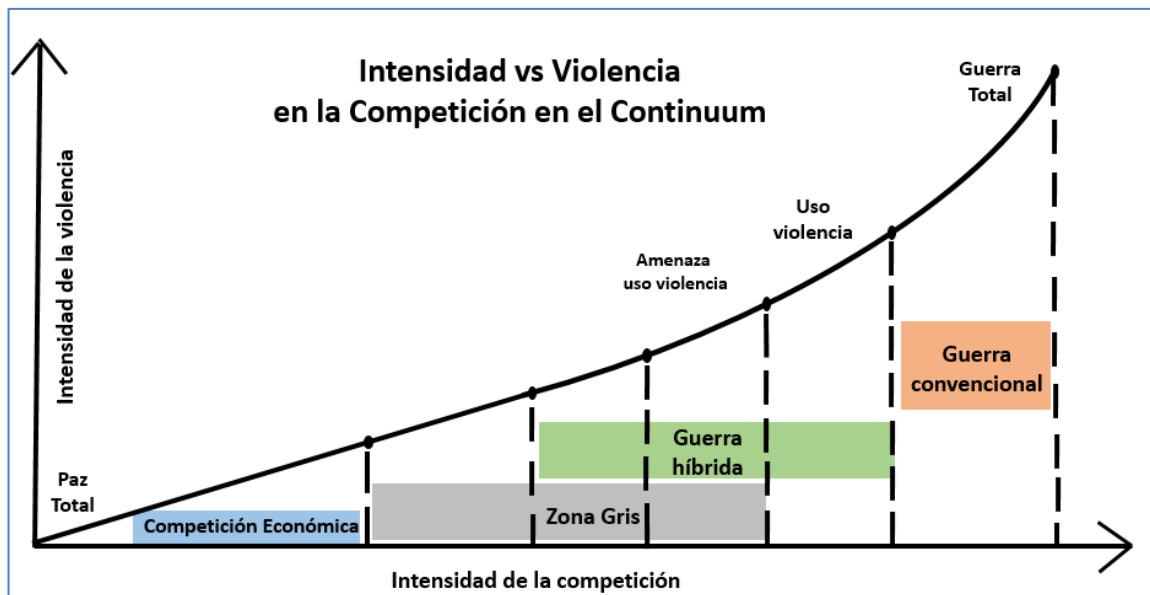 Intensidad vs Violencia
en la Competición en el Continuum
Guerra
Total
Intensidad de la violencia
Uso
violencia
Amenaza
uso violencia
Guerra
convencional
Guerra
híbrida
Paz
Total
Zona Gris
Competición Económica
Intensidad de la competición